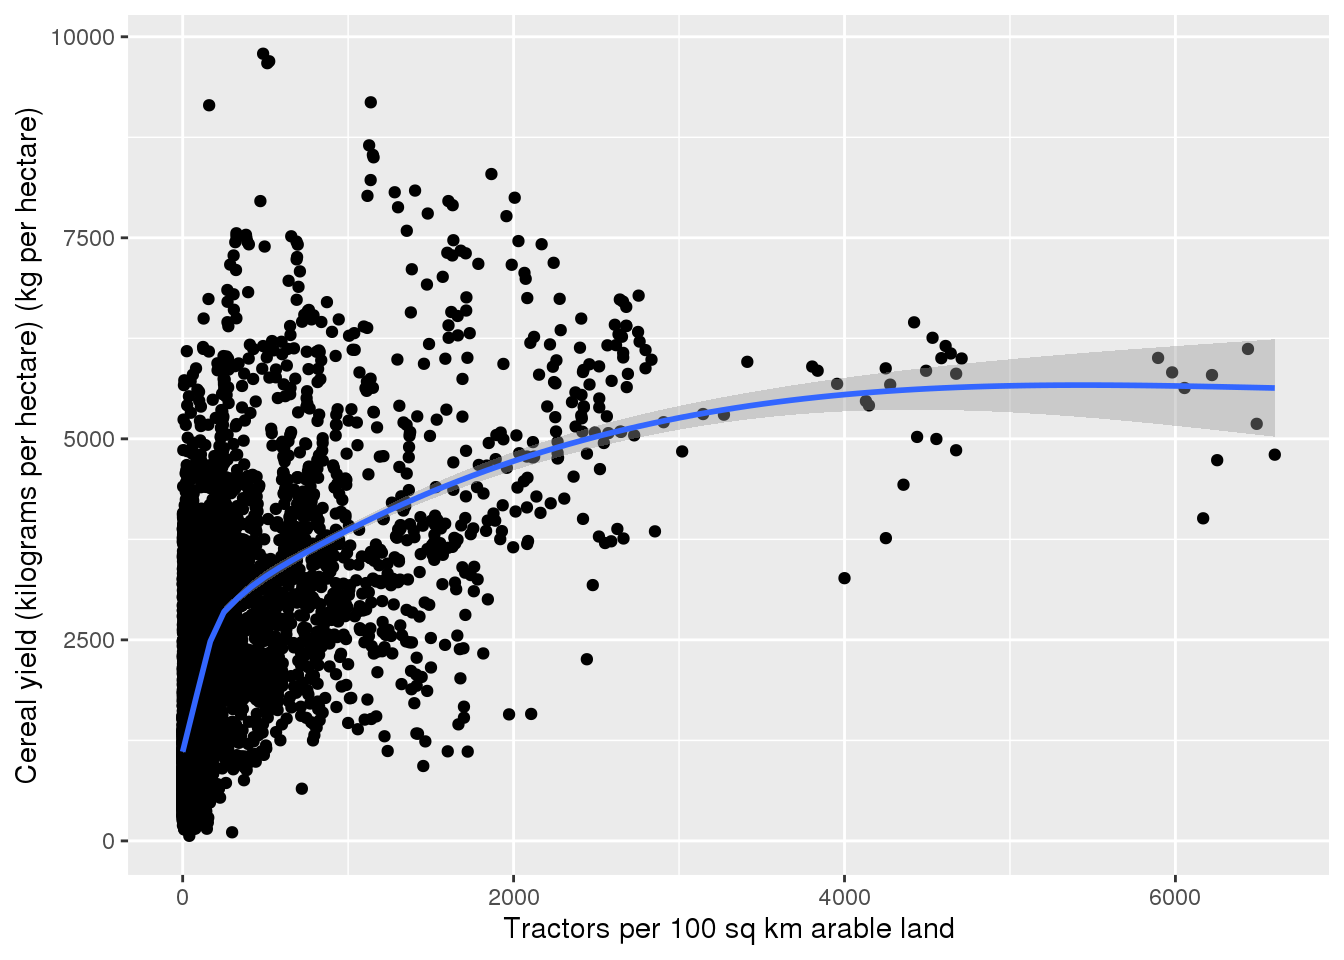 10000
7500
5000
2500
0
Cereal yield (kilograms per hectare) (kg per hectare)
0 2000 4000 6000
Tractors per 100 sq km arable land